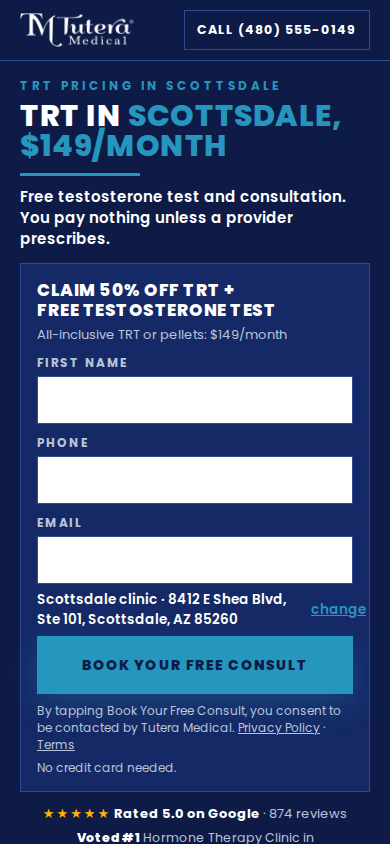 Tutera
Medical
CALL (480) 555-0149
TRT PRICING IN SCOTTSDALE
TRT IN SCOTTSDALE,
$149/MONTH
Free testosterone test and consultation.
You pay nothing unless a provider
prescribes.
CLAIM 50% OFF TRT +
FREE TESTOSTERONE TEST
All-inclusive TRT or pellets: $149/month
FIRST NAME
PHONE
EMAIL
Scottsdale clinic · 8412 E Shea Blvd,
Ste 101, Scottsdale, AZ 85260
change
BOOK YOUR FREE CONSULT
By tapping Book Your Free Consult, you consent to
be contacted by Tutera Medical. Privacy Policy ·
Terms
No credit card needed.
★★★★★ Rated 5.0 on Google · 874 reviews
Voted #1 Hormone Therapy Clinic in